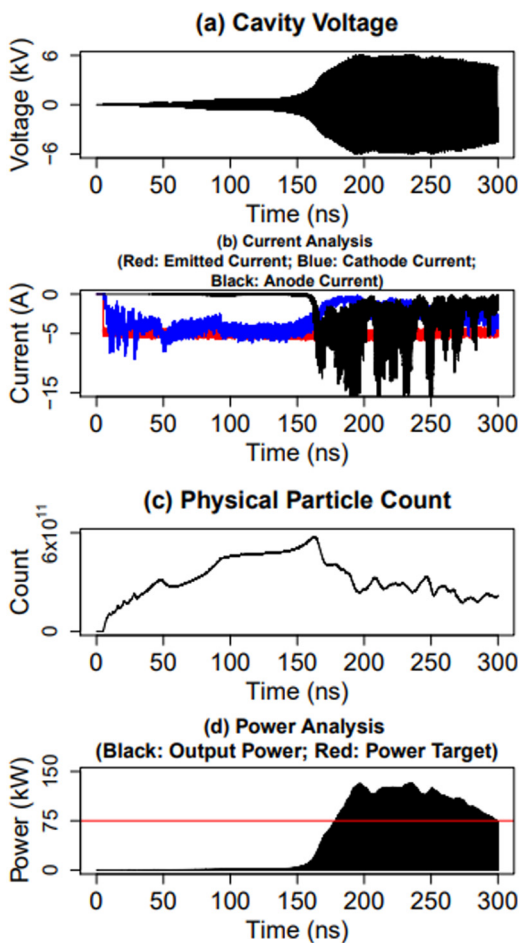 (a) Cavity Voltage
Voltage (kV)
6
0
−6
0 50 100 150 200 250 300
Time (ns)
(b) Current Analysis
(Red: Emitted Current; Blue: Cathode Current;
Black: Anode Current)
Current (A)
0
−5
−15
0 50 100 150 200 250 300
Time (ns)
(c) Physical Particle Count
Count
6x10¹¹
0
0 50 100 150 200 250 300
Time (ns)
(d) Power Analysis
(Black: Output Power; Red: Power Target)
Power (kW)
150
75
0
0 50 100 150 200 250 300
Time (ns)